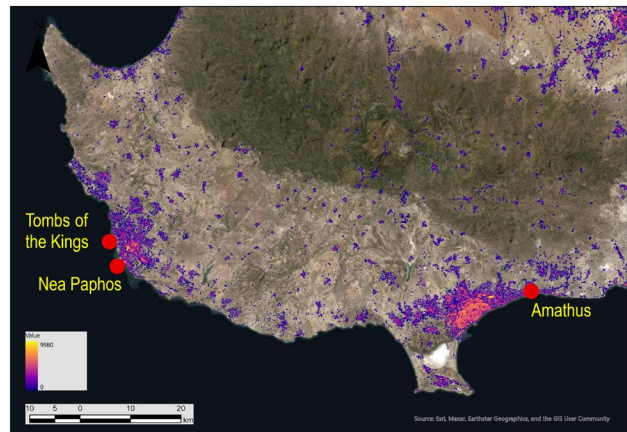 Tombs of
the Kings
Nea Paphos
Amathus
Value
9980
0
10 5 0 10 20
km
Source: Esri, Maxar, Earthstar Geographics, and the GIS User Community